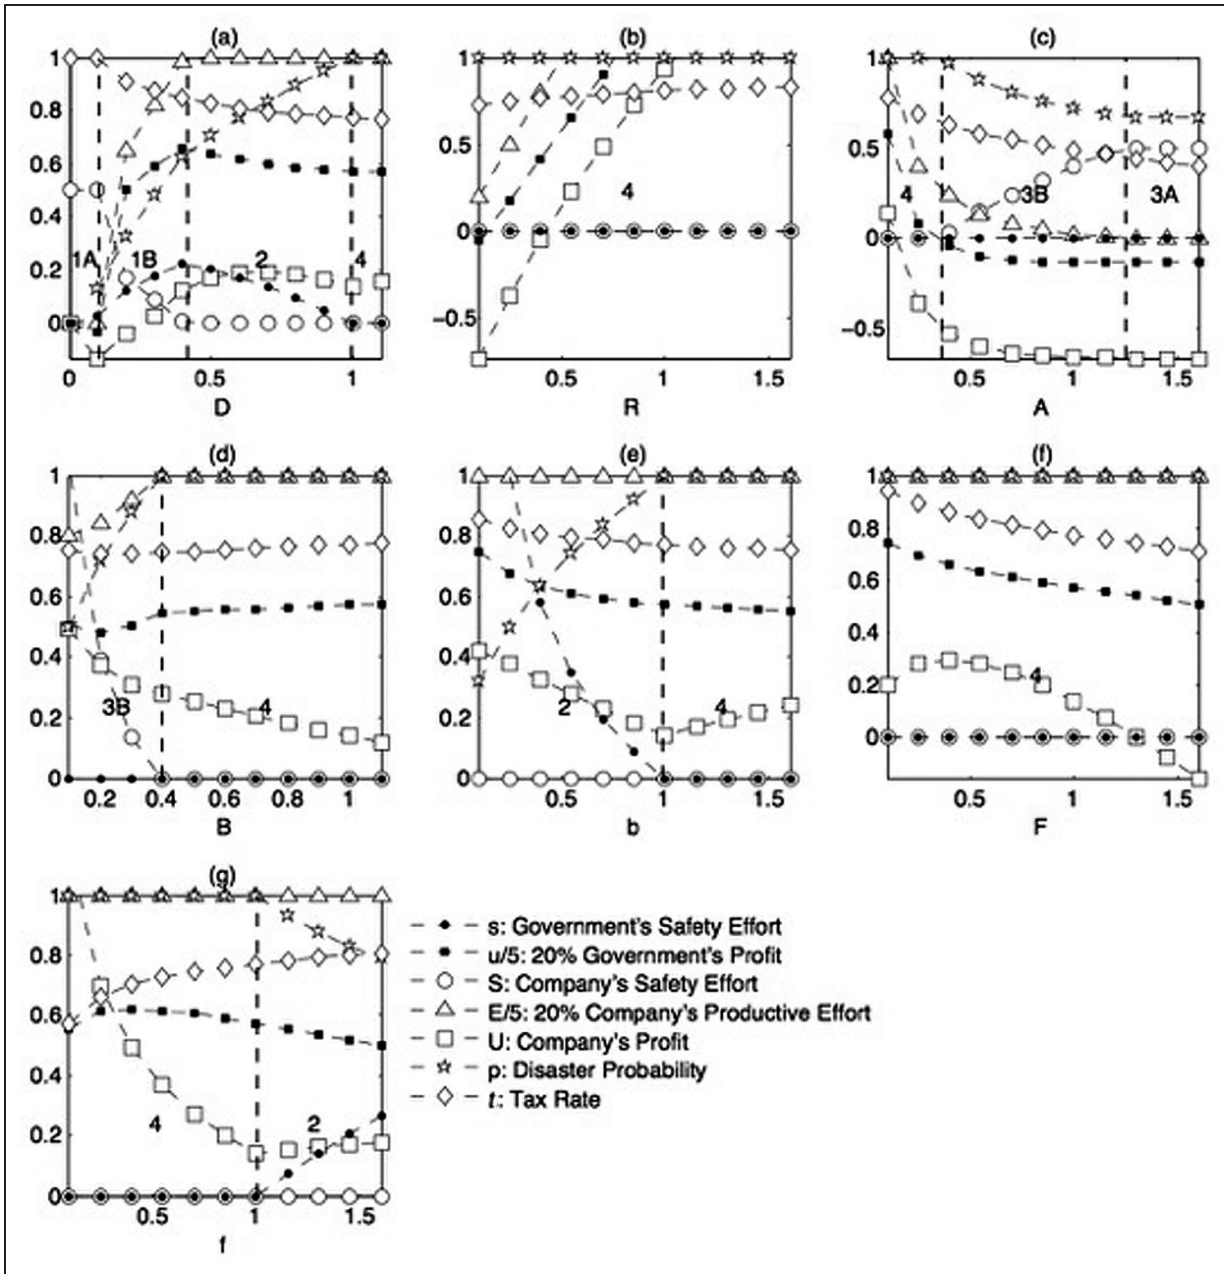 (a)
1
0.8
0.6
0.4
0.2
0
1A
1B
2
4
0
0.5
1
D
(b)
1
0.5
0
−0.5
4
0.5
1
1.5
R
(c)
1
0.5
0
−0.5
4
3B
3A
0.5
1
1.5
A
(d)
1
0.8
0.6
0.4
0.2
0
3B
4
0.2
0.4
0.6
0.8
1
B
(e)
1
0.8
0.6
0.4
0.2
0
2
4
0.5
1
1.5
b
(f)
1
0.8
0.6
0.4
0.2
0
4
0.5
1
1.5
F
(g)
1
0.8
0.6
0.4
0.2
0
4
2
0.5
1
1.5
f
s: Government's Safety Effort
u/5: 20% Government's Profit
S: Company's Safety Effort
E/5: 20% Company's Productive Effort
U: Company's Profit
p: Disaster Probability
t: Tax Rate